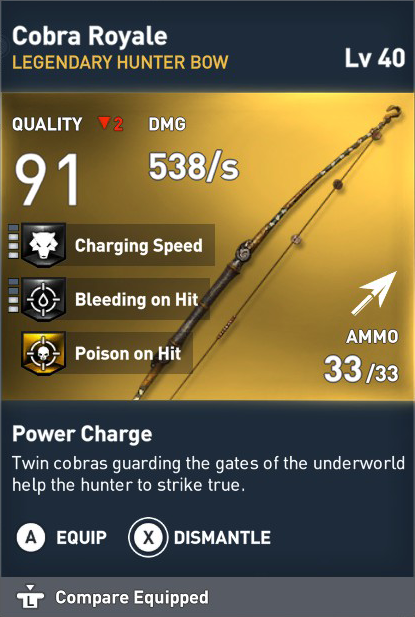 Cobra Royale
LEGENDARY HUNTER BOW
Lv 40
QUALITY ▼2 DMG
91 538/s
Charging Speed
Bleeding on Hit
Poison on Hit
AMMO
33/33
Power Charge
Twin cobras guarding the gates of the underworld
help the hunter to strike true.
A EQUIP X DISMANTLE
L Compare Equipped